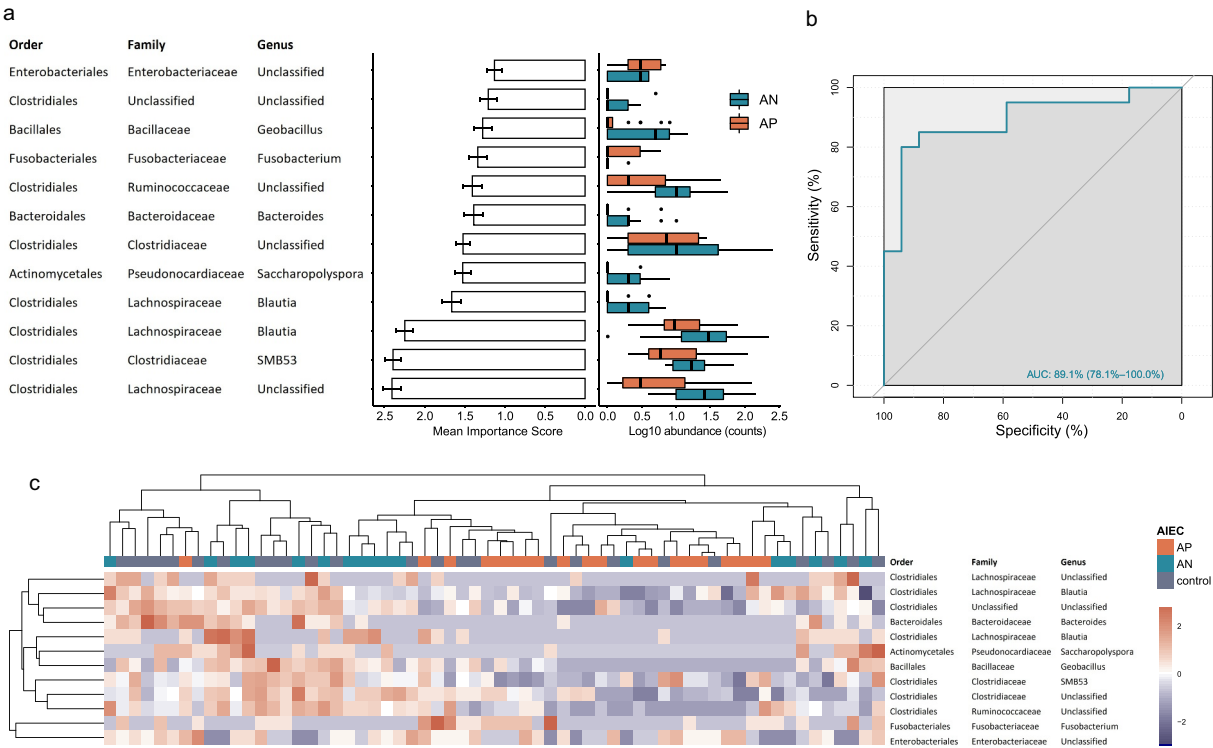 a
Order Family Genus
Enterobacteriales Enterobacteriaceae Unclassified
Clostridiales Unclassified Unclassified
Bacillales Bacillaceae Geobacillus
Fusobacteriales Fusobacteriaceae Fusobacterium
Clostridiales Ruminococcaceae Unclassified
Bacteroidales Bacteroidaceae Bacteroides
Clostridiales Clostridiaceae Unclassified
Actinomycetales Pseudonocardiaceae Saccharopolyspora
Clostridiales Lachnospiraceae Blautia
Clostridiales Lachnospiraceae Blautia
Clostridiales Clostridiaceae SMB53
Clostridiales Lachnospiraceae Unclassified
2.5 2.0 1.5 1.0 0.5 0.0
Mean Importance Score
AN
AP
0.0 0.5 1.0 1.5 2.0 2.5
Log10 abundance (counts)
b
100
80
60
40
20
0
Sensitivity (%)
AUC: 89.1% (78.1%–100.0%)
100 80 60 40 20 0
Specificity (%)
c
Order Family Genus
Clostridiales Lachnospiraceae Unclassified
Clostridiales Lachnospiraceae Blautia
Clostridiales Unclassified Unclassified
Bacteroidales Bacteroidaceae Bacteroides
Clostridiales Lachnospiraceae Blautia
Actinomycetales Pseudonocardiaceae Saccharopolyspora
Bacillales Bacillaceae Geobacillus
Clostridiales Clostridiaceae SMB53
Clostridiales Clostridiaceae Unclassified
Clostridiales Ruminococcaceae Unclassified
Fusobacteriales Fusobacteriaceae Fusobacterium
Enterobacteriales Enterobacteriaceae Unclassified
AIEC
AP
AN
control
2
0
−2